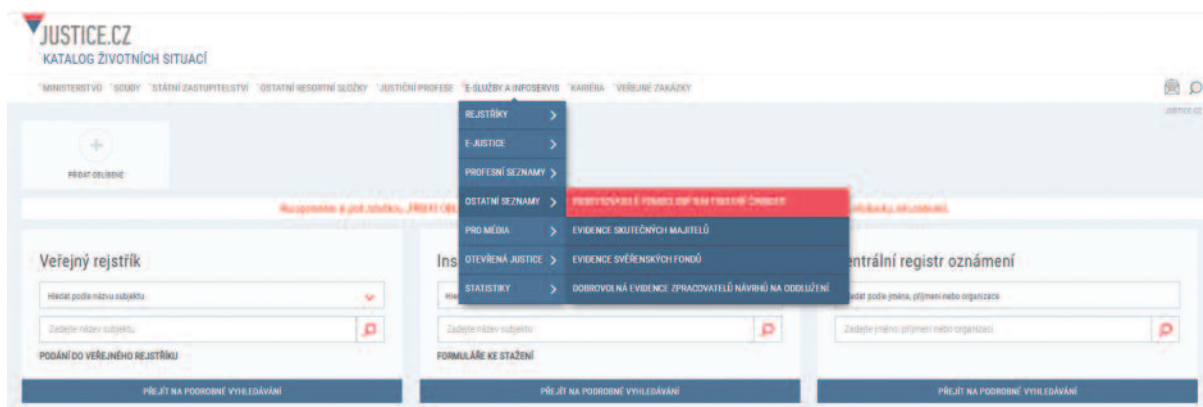 JUSTICE.CZ
KATALOG ŽIVOTNÍCH SITUACÍ
MINISTERSTVO SOUDY STÁTNÍ ZASTUPITELSTVÍ OSTATNÍ RESORTNÍ SLOŽKY JUSTIČNÍ PROFESE E-SLUŽBY A INFOSERVIS KARIÉRA VEŘEJNÉ ZAKÁZKY
JUSTICE.CZ
REJSTŘÍKY
E-JUSTICE
PŘIDAT OBLÍBENÉ
PROFESNÍ SEZNAMY
OSTATNÍ SEZNAMY
PRO MÉDIA EVIDENCE SKUTEČNÝCH MAJITELŮ
OTEVŘENÁ JUSTICE EVIDENCE SVĚŘENSKÝCH FONDŮ
STATISTIKY DOBROVOLNÁ EVIDENCE ZPRACOVATELŮ NÁVRHŮ NA ODDLUŽENÍ
Veřejný rejstřík
Hledat podle názvu subjektu
Zadejte název subjektu
PODÁNÍ DO VEŘEJNÉHO REJSTŘÍKU
PŘEJÍT NA PODROBNÉ VYHLEDÁVÁNÍ
Ins
Zadejte název subjektu
FORMULÁŘE KE STAŽENÍ
PŘEJÍT NA PODROBNÉ VYHLEDÁVÁNÍ
entrální registr oznámení
edat podle jména, příjmení nebo organizace
Zadejte jméno, příjmení nebo organizaci
PŘEJÍT NA PODROBNÉ VYHLEDÁVÁNÍ